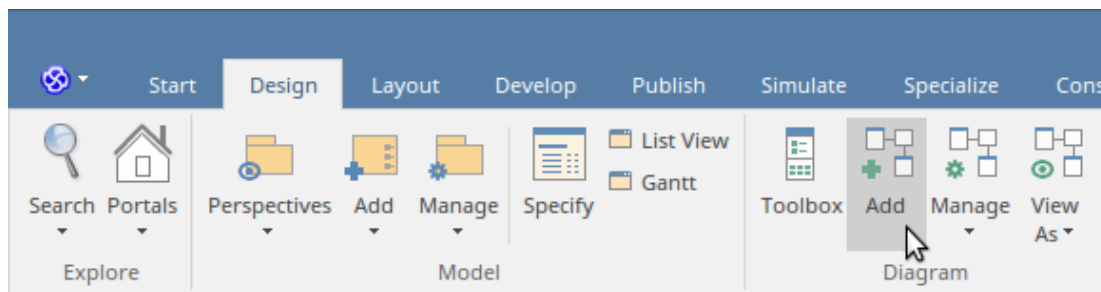 Start Design Layout Develop Publish Simulate Specialize Cons
List View
Gantt
Search Portals Perspectives Add Manage Specify Toolbox Add Manage View
As
Explore Model Diagram